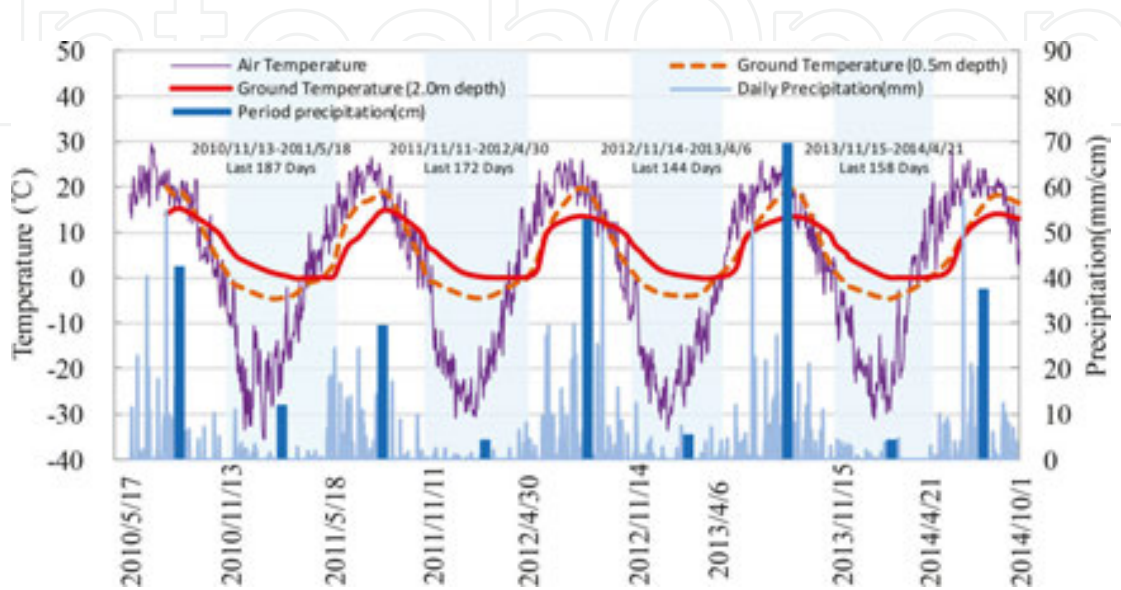 IntechOpen
50
40
30
20
10
0
-10
-20
-30
-40
Temperature (℃)
Air Temperature
Ground Temperature (0.5m depth)
Ground Temperature (2.0m depth)
Daily Precipitation(mm)
Period precipitation(cm)
2010/11/13-2011/5/18
Last 187 Days
2011/11/11-2012/4/30
Last 172 Days
2012/11/14-2013/4/6
Last 144 Days
2013/11/15-2014/4/21
Last 158 Days
90
80
70
60
50
40
30
20
10
0
Precipitation(mm/cm)
2010/5/17
2010/11/13
2011/5/18
2011/11/11
2012/4/30
2012/11/14
2013/4/6
2013/11/15
2014/4/21
2014/10/1